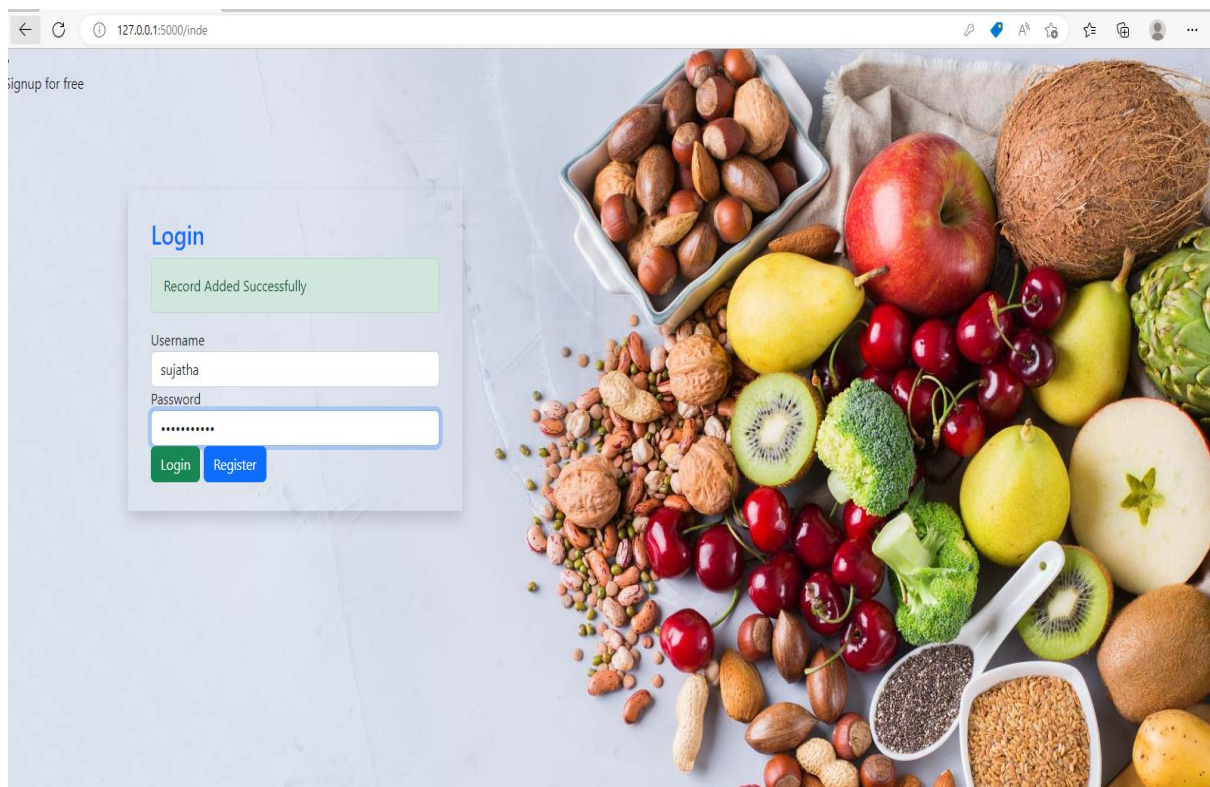 127.0.0.1:5000/inde
Signup for free
Login
Record Added Successfully
Username
sujatha
Password
•••••••••••
Login Register